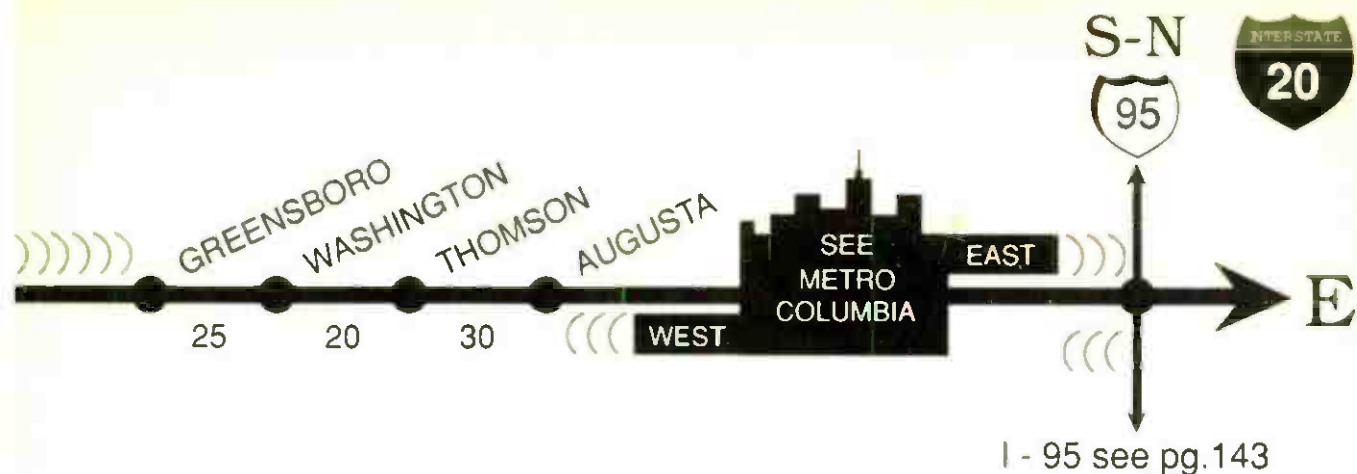 S-N
INTERSTATE
20
95
GREENSBORO
WASHINGTON
THOMSON
AUGUSTA
SEE
METRO
COLUMBIA
EAST
E
25
20
30
WEST
I - 95 see pg.143